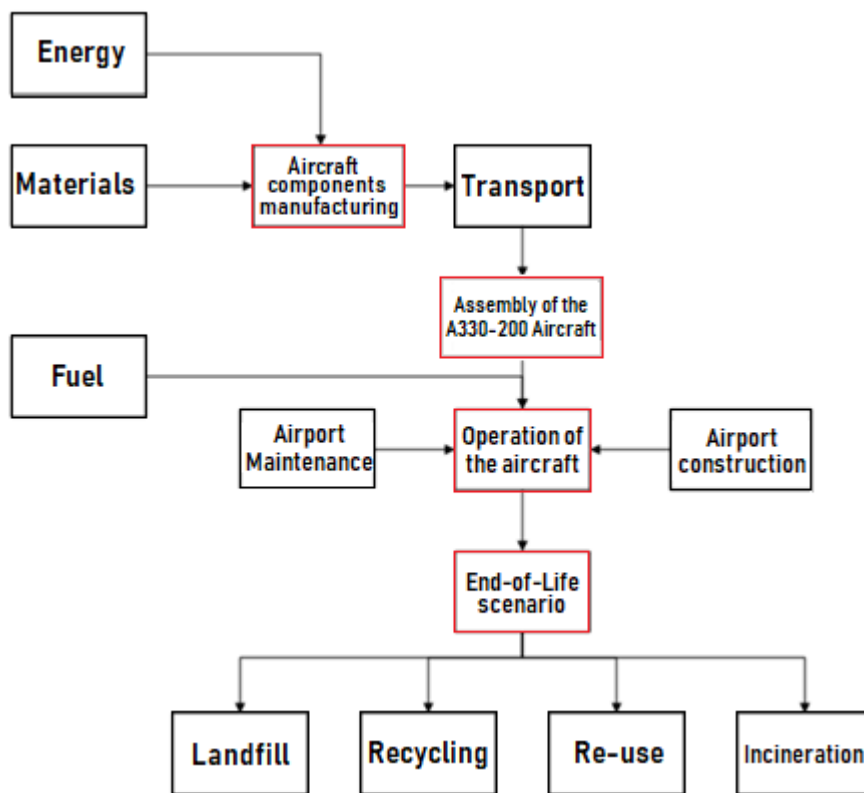 Energy
Materials
Aircraft
components
manufacturing
Transport
Assembly of the
A330-200 Aircraft
Fuel
Airport
Maintenance
Operation of
the aircraft
Airport
construction
End-of-Life
scenario
Landfill
Recycling
Re-use
Incineration